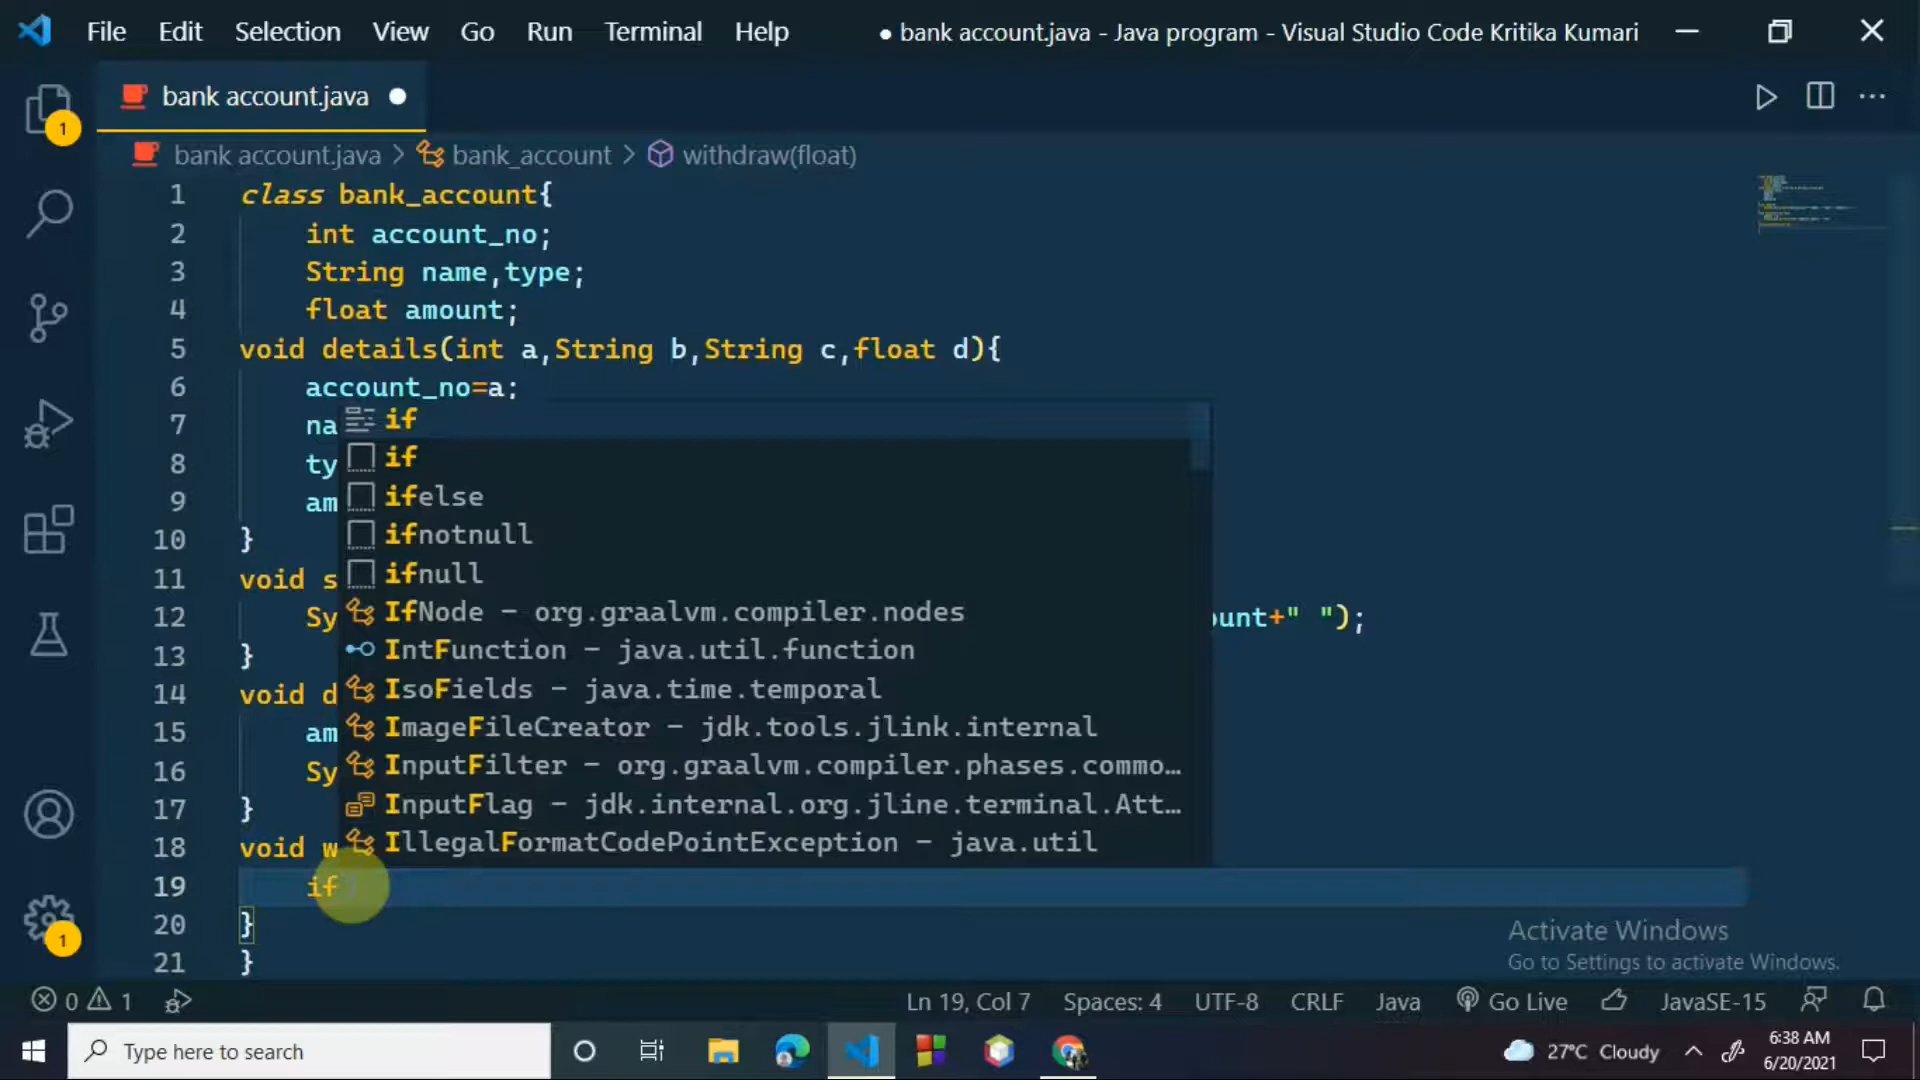 File Edit Selection View Go Run Terminal Help ● bank account.java - Java program - Visual Studio Code Kritika Kumari
bank account.java ●
1
bank account.java > bank_account > withdraw(float)
1 class bank_account{
2 int account_no;
3 String name,type;
4 float amount;
5 void details(int a,String b,String c,float d){
6 account_no=a;
7 na
if
8 ty
if
9 am
ifelse
10 }
ifnotnull
11 void s
ifnull
12 Sy
IfNode – org.graalvm.compiler.nodes
ount+" ");
13 }
IntFunction – java.util.function
14 void d
IsoFields – java.time.temporal
15 am
ImageFileCreator – jdk.tools.jlink.internal
16 Sy
InputFilter – org.graalvm.compiler.phases.commo…
17 }
InputFlag – jdk.internal.org.jline.terminal.Att…
18 void w
IllegalFormatCodePointException – java.util
19 if
20 }
21 }
1
Activate Windows
Go to Settings to activate Windows.
0 1 Ln 19, Col 7 Spaces: 4 UTF-8 CRLF Java Go Live JavaSE-15
Type here to search 27°C Cloudy 6:38 AM
6/20/2021